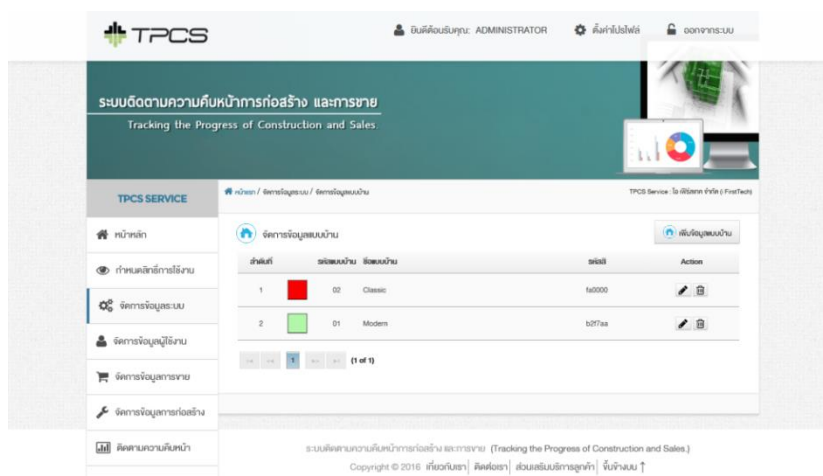 TPCS
ยินดีต้อนรับคุณ: ADMINISTRATOR
ตั้งค่าโปรไฟล์
ออกจากระบบ
ระบบติดตามความคืบหน้าการก่อสร้าง และการขาย
Tracking the Progress of Construction and Sales.
TPCS SERVICE
หน้าแรก / จัดการข้อมูลระบบ / จัดการข้อมูลแบบบ้าน
TPCS Service : ไอ เฟิร์สเทค จำกัด ( FirstTech)
หน้าหลัก
กำหนดสิทธิ์การใช้งาน
จัดการข้อมูลระบบ
จัดการข้อมูลผู้ใช้งาน
จัดการข้อมูลการขาย
จัดการข้อมูลการก่อสร้าง
ติดตามความคืบหน้า
จัดการข้อมูลแบบบ้าน
เพิ่มข้อมูลแบบบ้าน
ลำดับที่ รหัสแบบบ้าน ชื่อแบบบ้าน รหัสสี Action
1 02 Classic fa0000
2 01 Modern b2f7aa
1 (1 of 1)
ระบบติดตามความคืบหน้าการก่อสร้าง และการขาย (Tracking the Progress of Construction and Sales.)
Copyright © 2016 เกี่ยวกับเรา| ติดต่อเรา| ส่วนเสริมบริการลูกค้า| ขึ้นข้างบน ↑